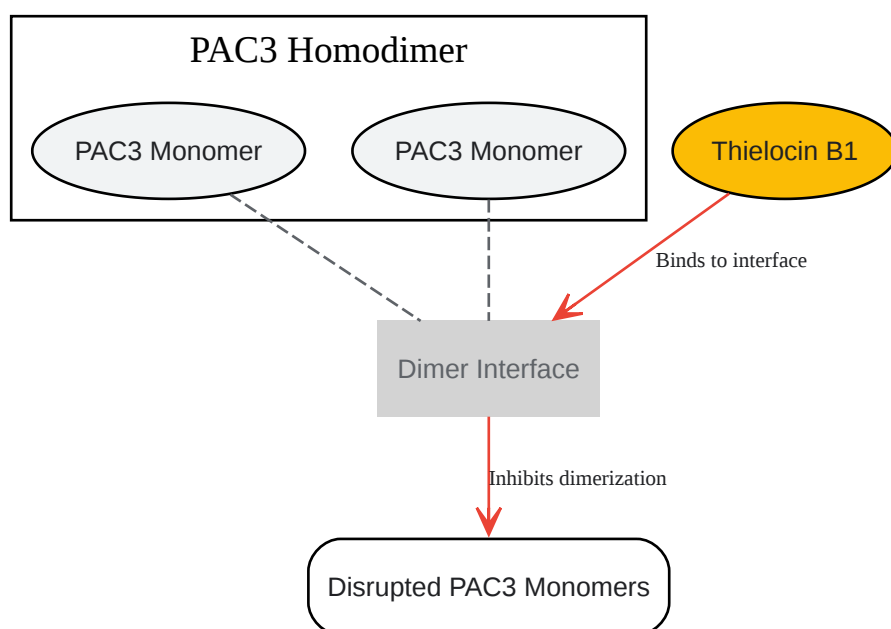 PAC3 Homodimer
PAC3 Monomer
PAC3 Monomer
Thielocin B1
Binds to interface
Dimer Interface
Inhibits dimerization
Disrupted PAC3 Monomers